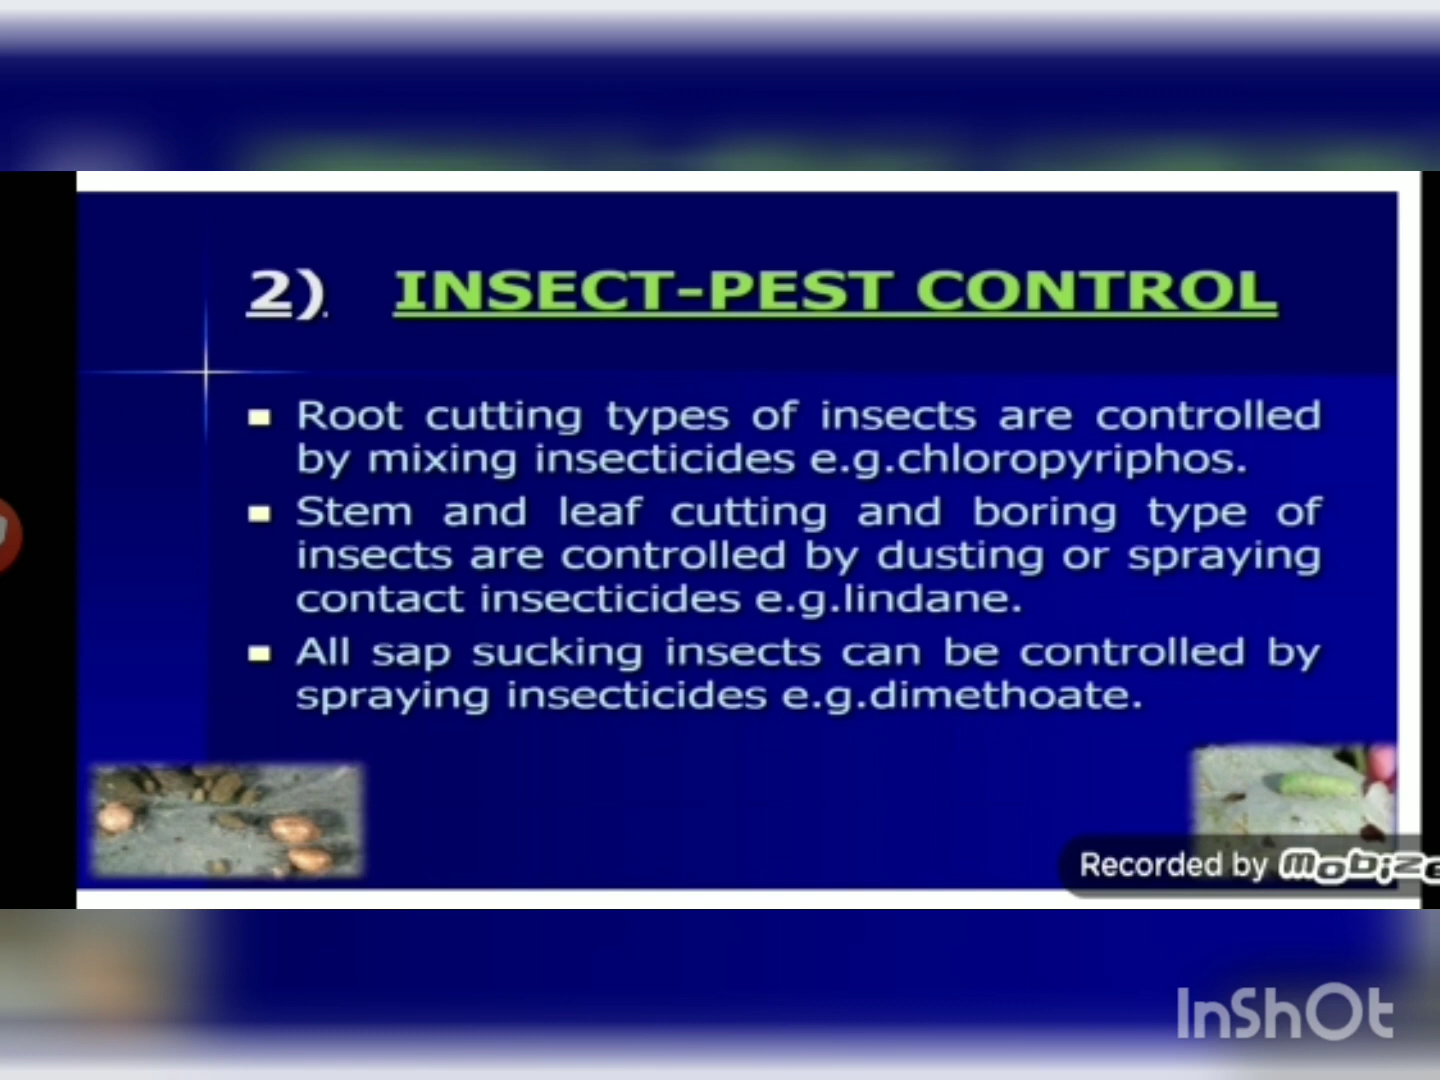 2) INSECT-PEST CONTROL
Root cutting types of insects are controlled
by mixing insecticides e.g.chloropyriphos.
Stem and leaf cutting and boring type of
insects are controlled by dusting or spraying
contact insecticides e.g.lindane.
All sap sucking insects can be controlled by
spraying insecticides e.g.dimethoate.
Recorded by mobize
InShOt